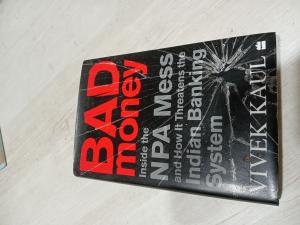 BAD
money
Inside the
NPA Mess
and How It Threatens the
Indian Banking
System
VIVEK KAUL